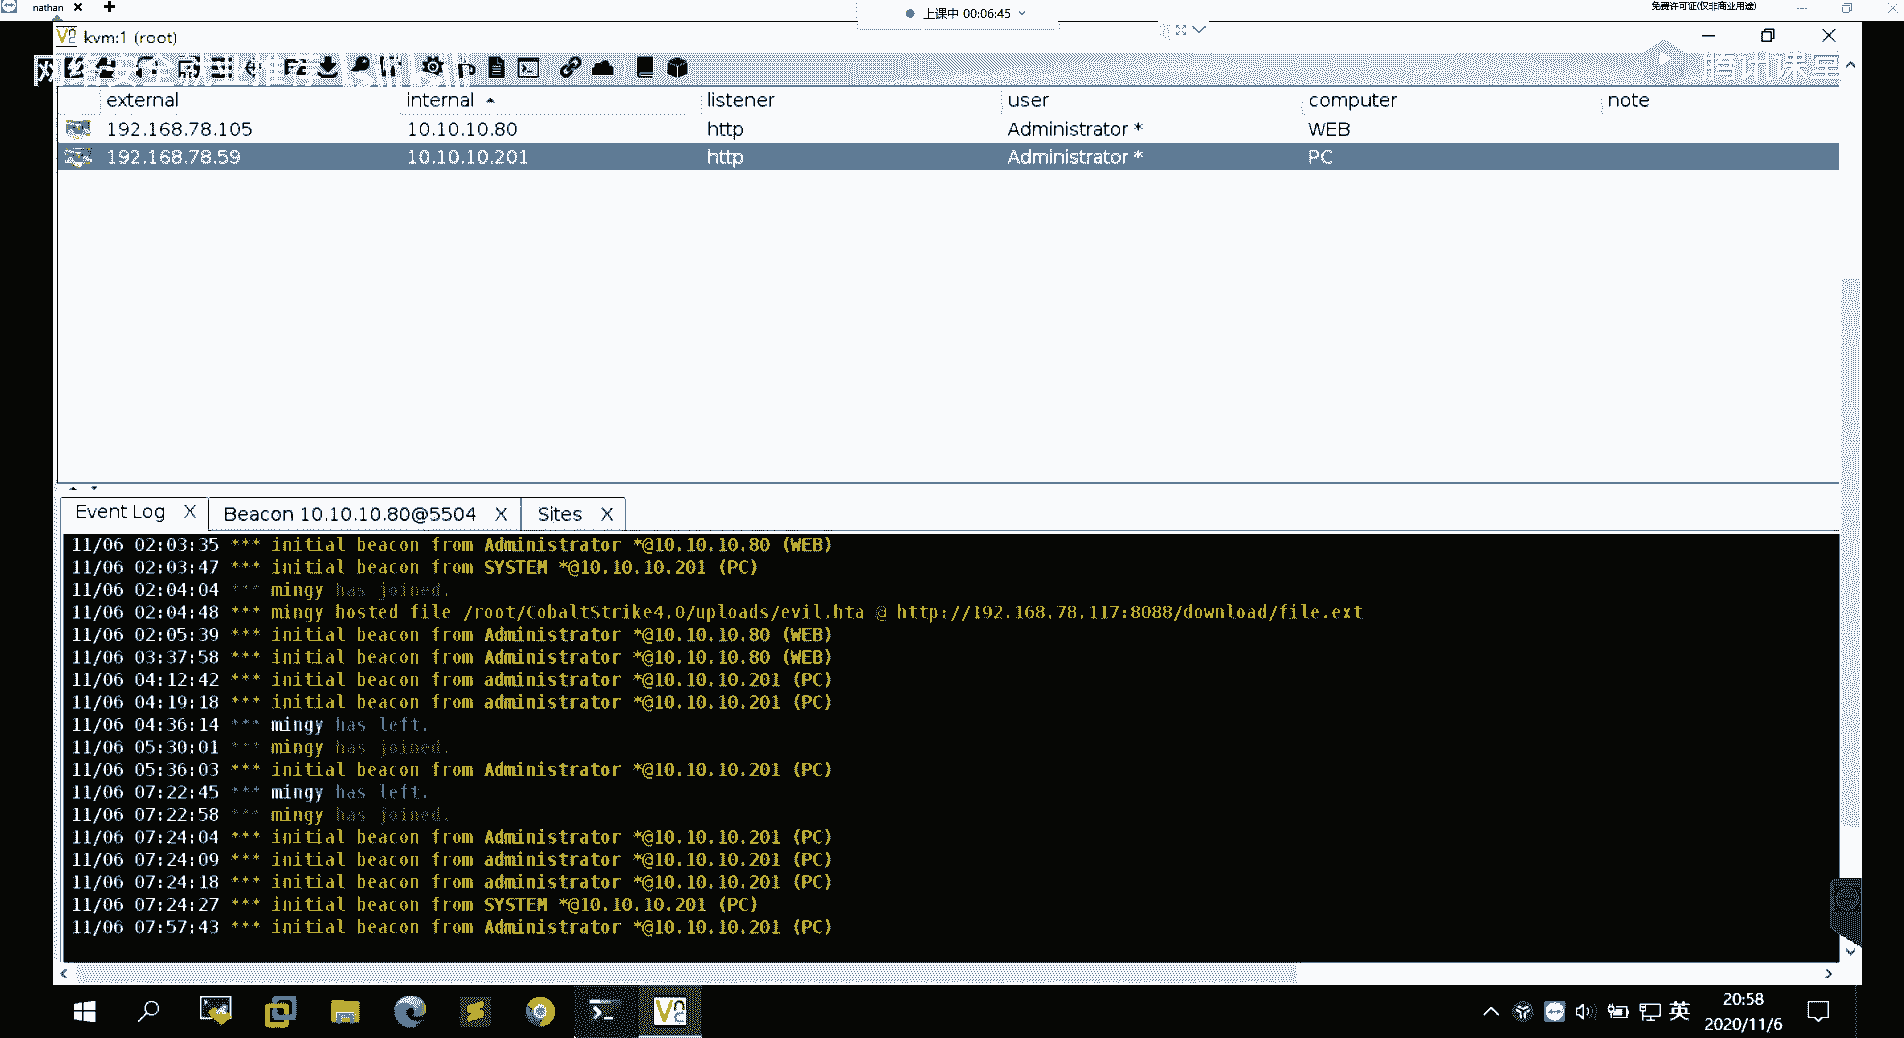 nathan
上课中 00:06:45
免费许可证(仅非商业用途)
kvm:1 (root)
腾讯课堂
external internal listener user computer note
192.168.78.105 10.10.10.80 http Administrator * WEB
192.168.78.59 10.10.10.201 http Administrator * PC
Event Log X Beacon 10.10.10.80@5504 X Sites X
11/06 02:03:35 *** initial beacon from Administrator *@10.10.10.80 (WEB)
11/06 02:03:47 *** initial beacon from SYSTEM *@10.10.10.201 (PC)
11/06 02:04:04 *** mingy has joined.
11/06 02:04:48 *** mingy hosted file /root/CobaltStrike4.0/uploads/evil.hta @ http://192.168.78.117:8088/download/file.ext
11/06 02:05:39 *** initial beacon from Administrator *@10.10.10.80 (WEB)
11/06 03:37:58 *** initial beacon from Administrator *@10.10.10.80 (WEB)
11/06 04:12:42 *** initial beacon from administrator *@10.10.10.201 (PC)
11/06 04:19:18 *** initial beacon from administrator *@10.10.10.201 (PC)
11/06 04:36:14 *** mingy has left.
11/06 05:30:01 *** mingy has joined.
11/06 05:36:03 *** initial beacon from Administrator *@10.10.10.201 (PC)
11/06 07:22:45 *** mingy has left.
11/06 07:22:58 *** mingy has joined.
11/06 07:24:04 *** initial beacon from Administrator *@10.10.10.201 (PC)
11/06 07:24:09 *** initial beacon from administrator *@10.10.10.201 (PC)
11/06 07:24:18 *** initial beacon from administrator *@10.10.10.201 (PC)
11/06 07:24:27 *** initial beacon from SYSTEM *@10.10.10.201 (PC)
11/06 07:57:43 *** initial beacon from Administrator *@10.10.10.201 (PC)
英
20:58
2020/11/6